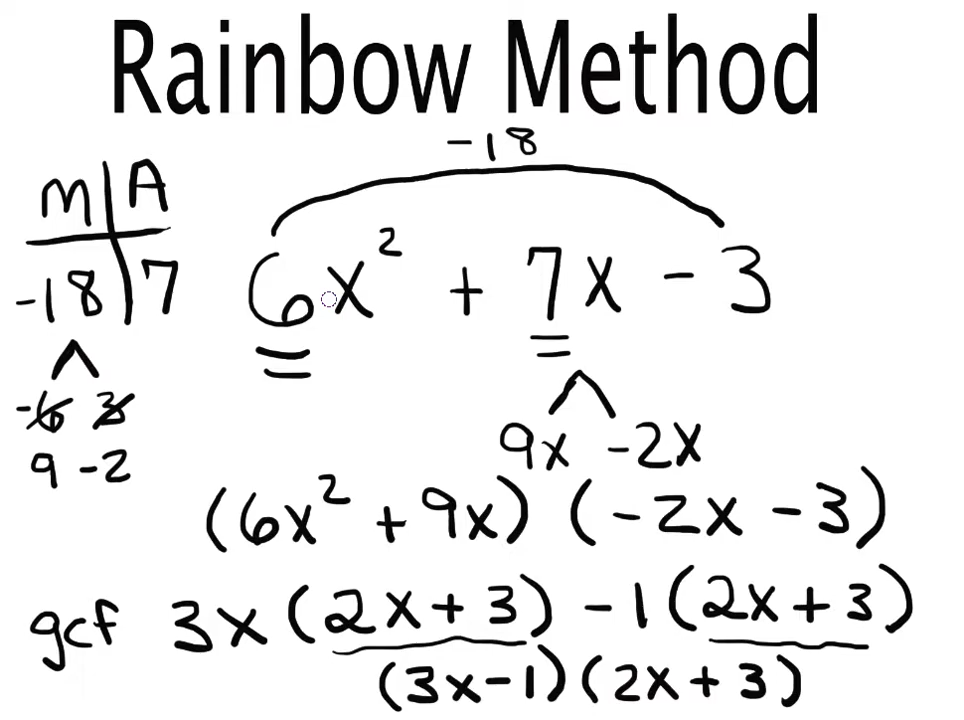 Rainbow Method
-18
M | A
-18 | 7
6x² + 7x - 3
-6 3
9 -2
9x -2x
(6x² + 9x) (-2x - 3)
gcf 3x (2x + 3) - 1 (2x + 3)
(3x - 1) (2x + 3)